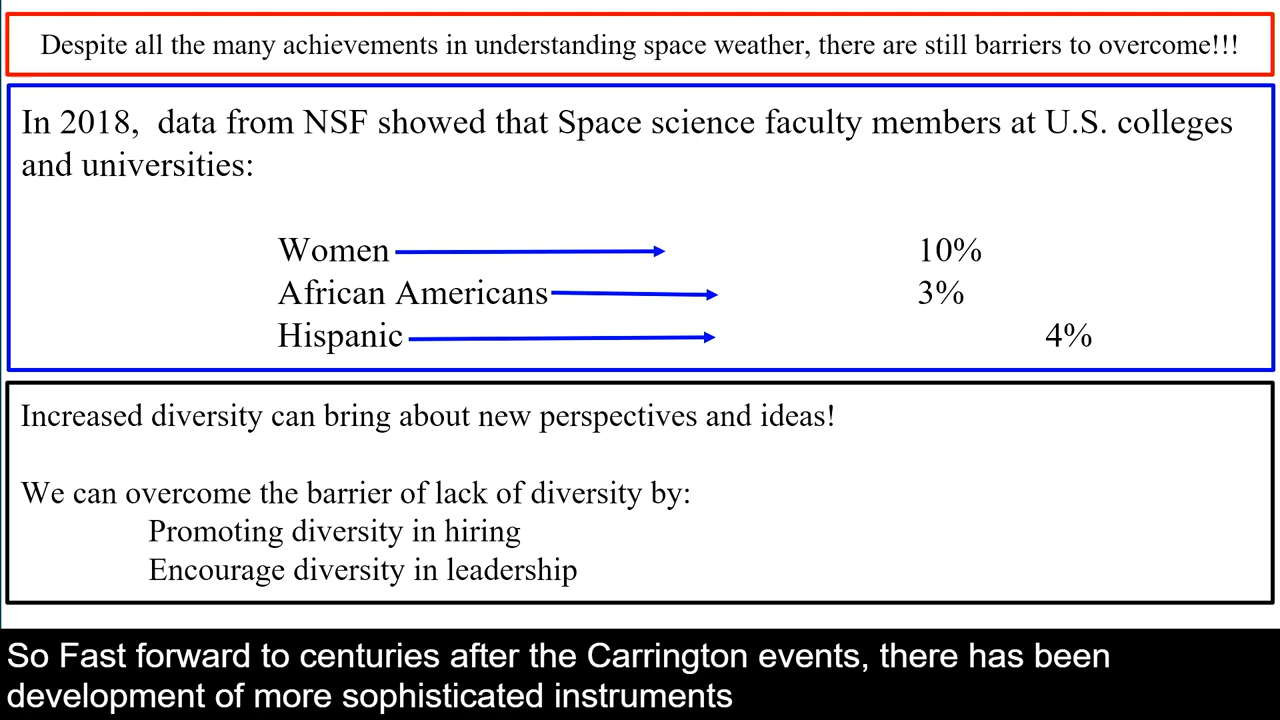 Despite all the many achievements in understanding space weather, there are still barriers to overcome!!!
In 2018, data from NSF showed that Space science faculty members at U.S. colleges
and universities:
Women 10%
African Americans 3%
Hispanic 4%
Increased diversity can bring about new perspectives and ideas!
We can overcome the barrier of lack of diversity by:
Promoting diversity in hiring
Encourage diversity in leadership
So Fast forward to centuries after the Carrington events, there has been
development of more sophisticated instruments